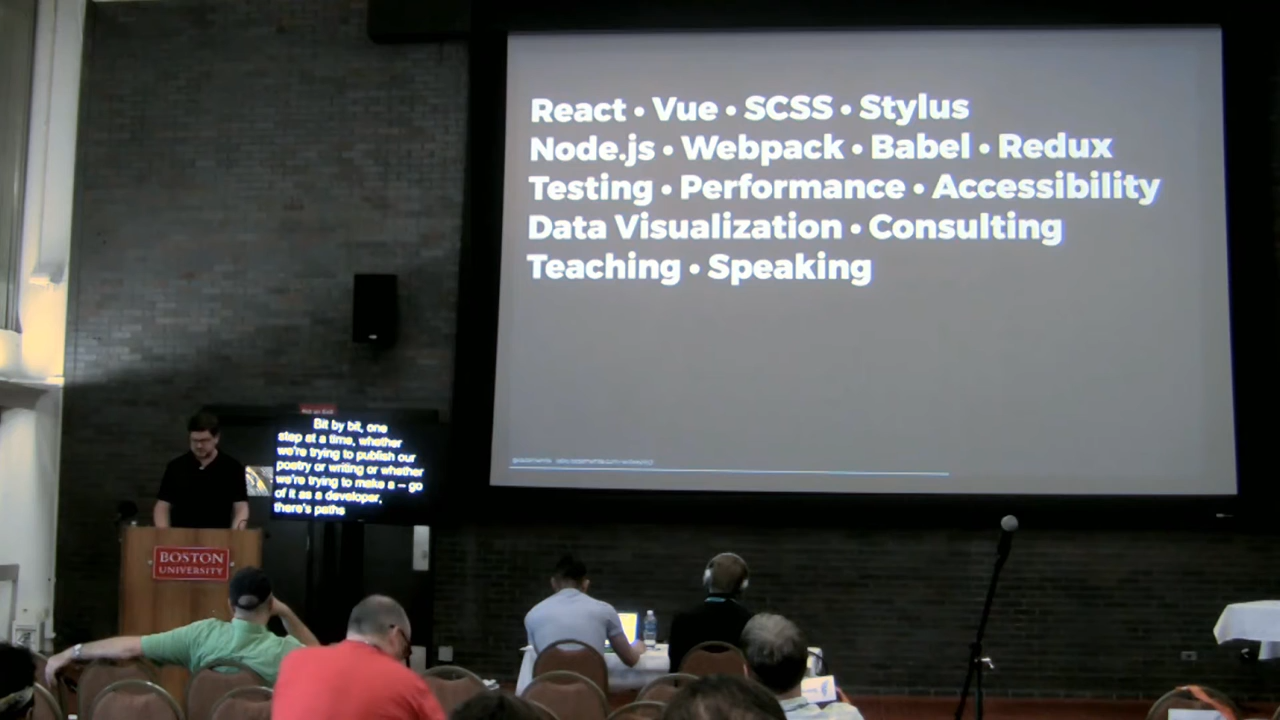 React • Vue • SCSS • Stylus
Node.js • Webpack • Babel • Redux
Testing • Performance • Accessibility
Data Visualization • Consulting
Teaching • Speaking
Bit by bit, one
step at a time, whether
we're trying to publish our
poetry or writing or whether
we're trying to make a -- go
of it as a developer,
there's paths
BOSTON
UNIVERSITY